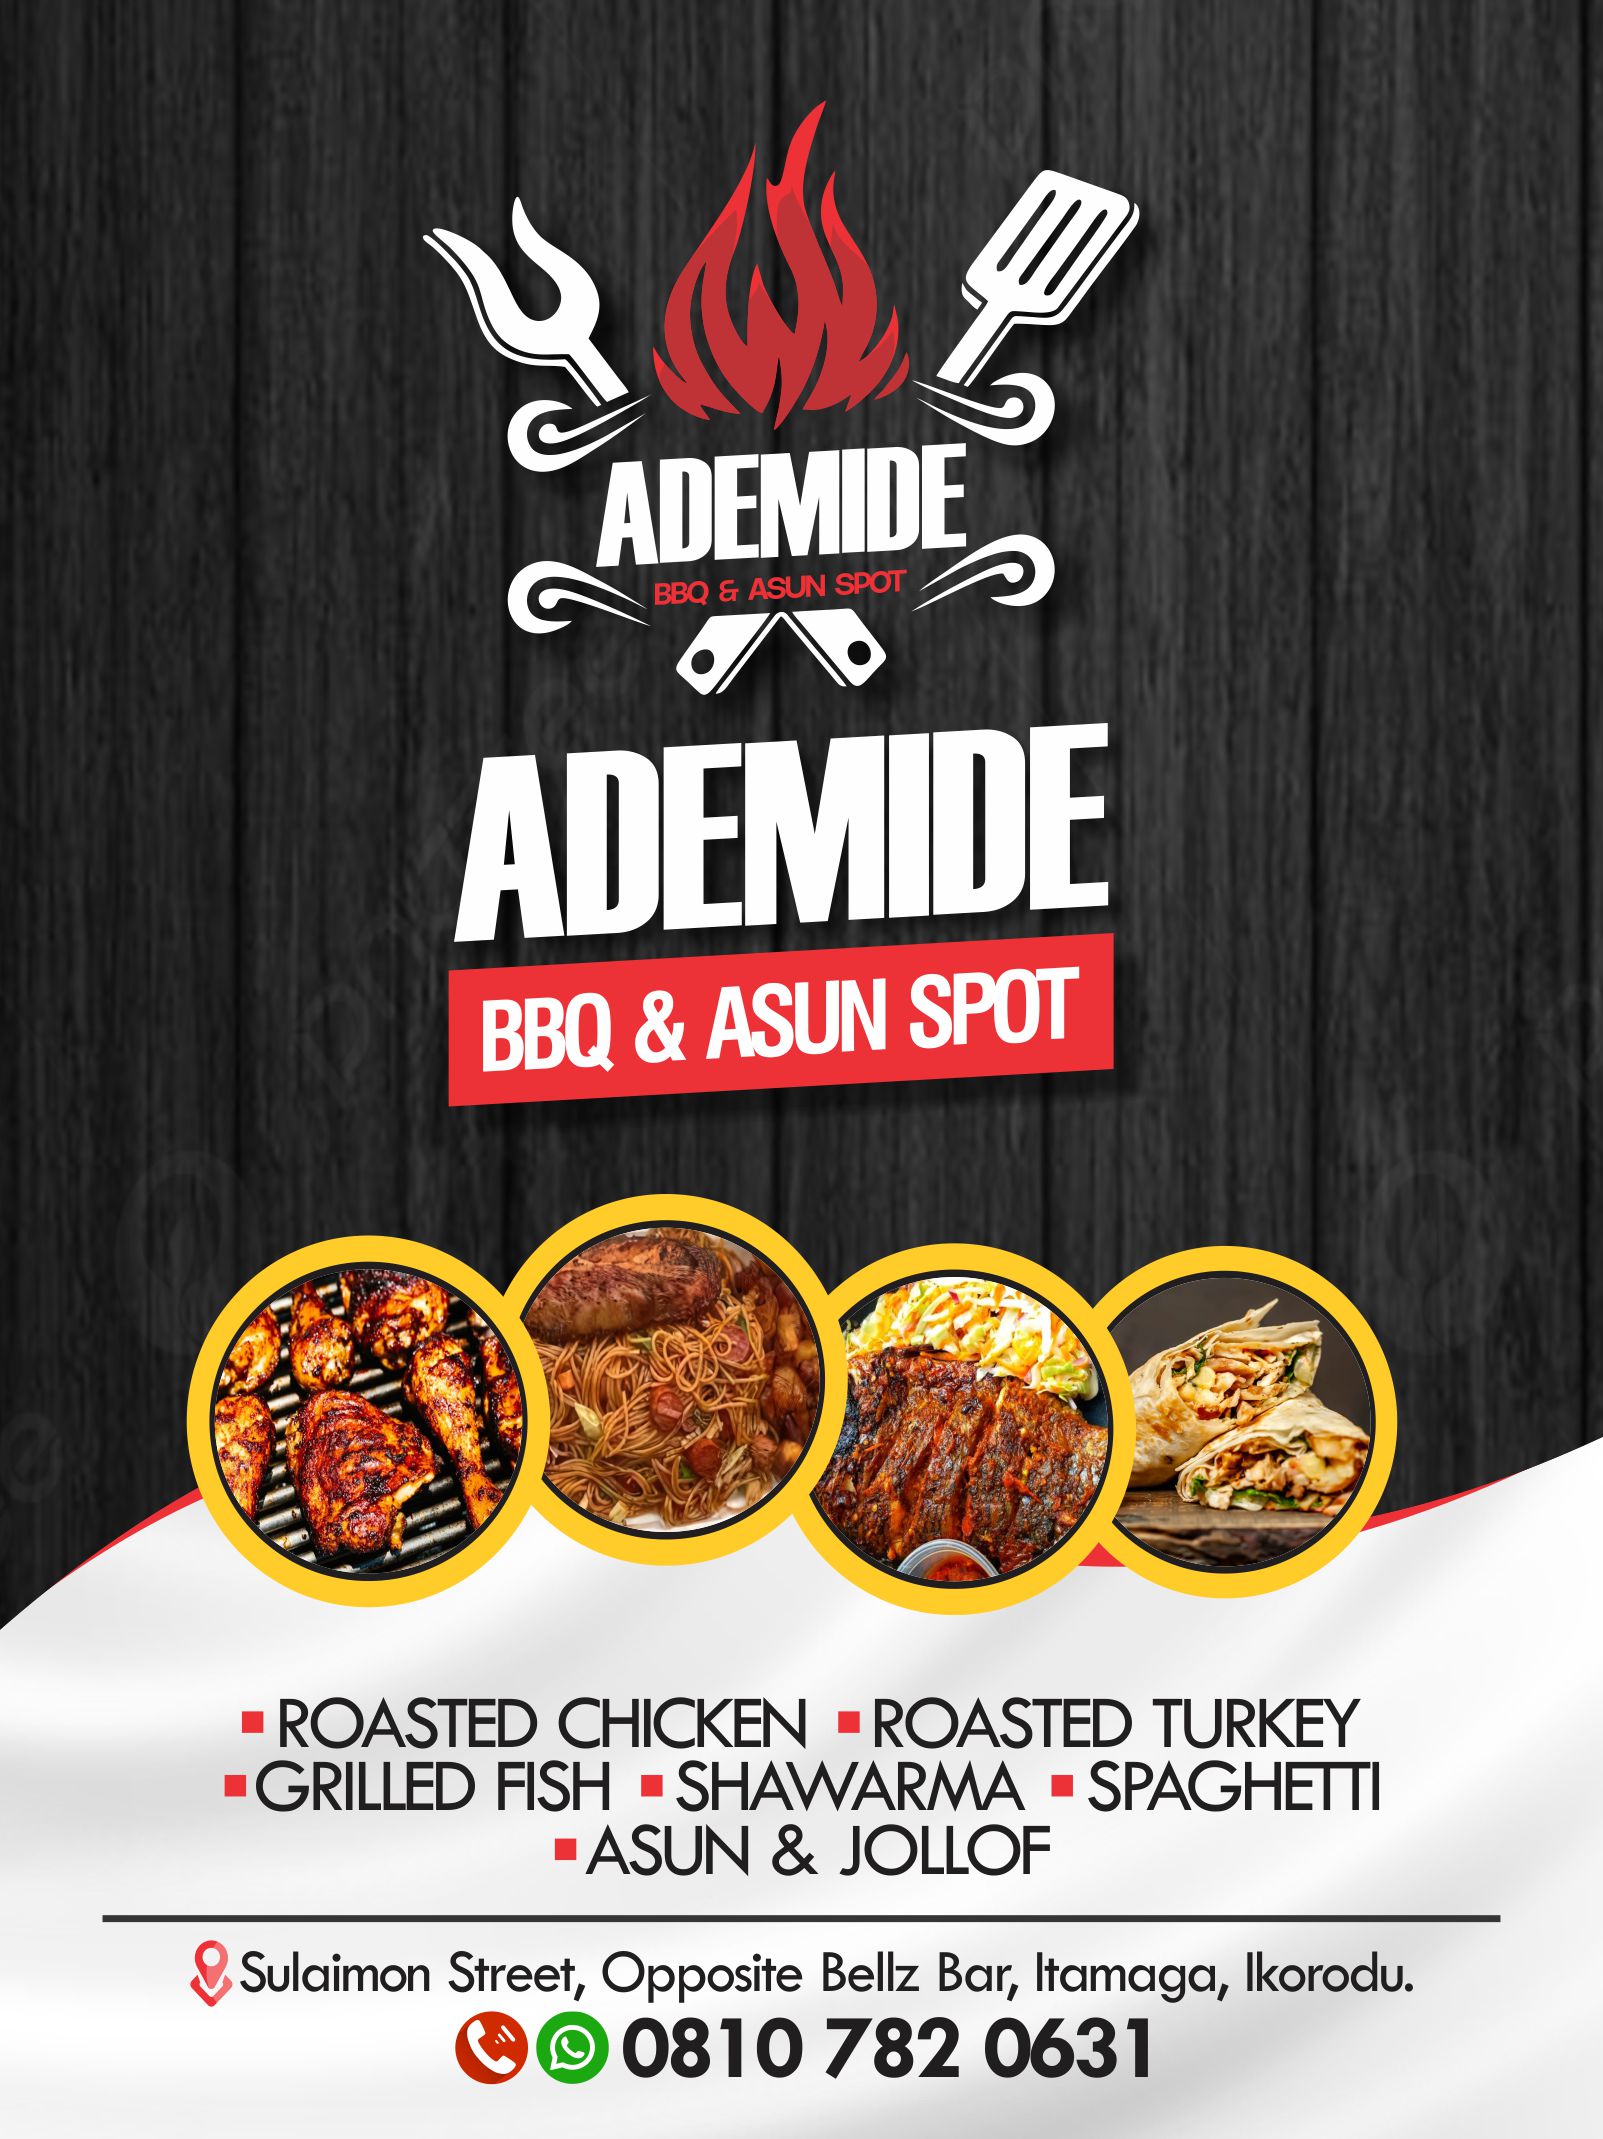 ADEMIDE
BBQ & ASUN SPOT
ADEMIDE
BBQ & ASUN SPOT
▪ ROASTED CHICKEN ▪ ROASTED TURKEY
▪ GRILLED FISH ▪ SHAWARMA ▪ SPAGHETTI
▪ ASUN & JOLLOF
Sulaimon Street, Opposite Bellz Bar, Itamaga, Ikorodu.
0810 782 0631